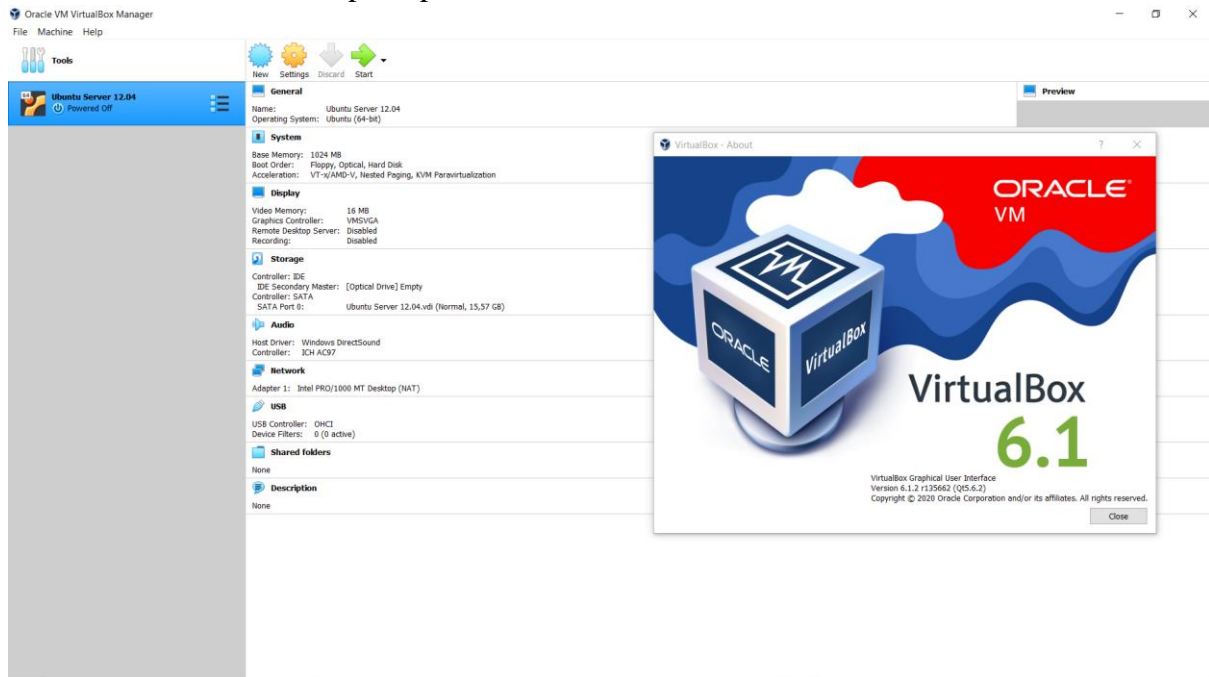 Oracle VM VirtualBox Manager
File Machine Help
Tools
New Settings Discard Start
Ubuntu Server 12.04
Powered Off
General
Name: Ubuntu Server 12.04
Operating System: Ubuntu (64-bit)
System
Base Memory: 1024 MB
Boot Order: Floppy, Optical, Hard Disk
Acceleration: VT-x/AMD-V, Nested Paging, KVM Paravirtualization
Display
Video Memory: 16 MB
Graphics Controller: VMSVGA
Remote Desktop Server: Disabled
Recording: Disabled
Storage
Controller: IDE
IDE Secondary Master: [Optical Drive] Empty
Controller: SATA
SATA Port 0: Ubuntu Server 12.04.vdi (Normal, 15,57 GB)
Audio
Host Driver: Windows DirectSound
Controller: ICH AC97
Network
Adapter 1: Intel PRO/1000 MT Desktop (NAT)
USB
USB Controller: OHCI
Device Filters: 0 (0 active)
Shared folders
None
Description
None
Preview
VirtualBox - About
ORACLE
VM
ORACLE
VirtualBox
VirtualBox
6.1
VirtualBox Graphical User Interface
Version 6.1.2 r135662 (Qt5.6.2)
Copyright © 2020 Oracle Corporation and/or its affiliates. All rights reserved.
Close